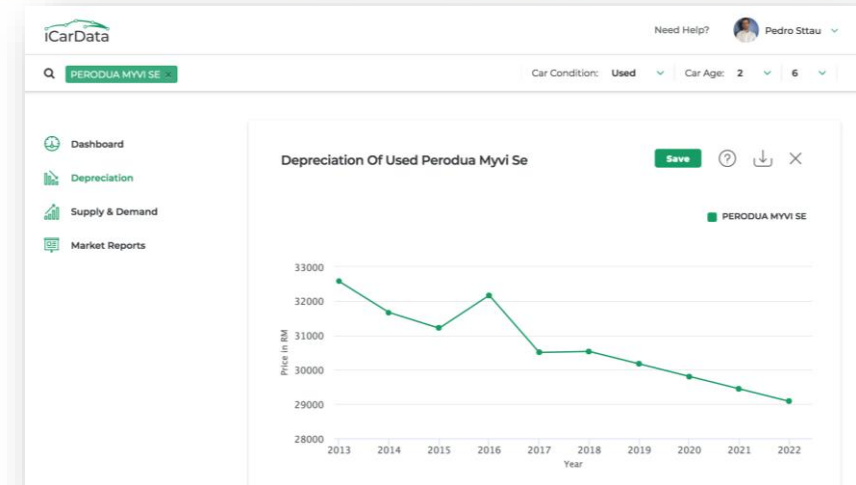 iCarData
Need Help?
Pedro Sttau
PERODUA MYVI SE ×
Car Condition: Used
Car Age: 2 6
Dashboard
Depreciation
Supply & Demand
Market Reports
Depreciation Of Used Perodua Myvi Se
Save
?
PERODUA MYVI SE
33000
32000
31000
30000
29000
28000
Price in RM
2013 2014 2015 2016 2017 2018 2019 2020 2021 2022
Year